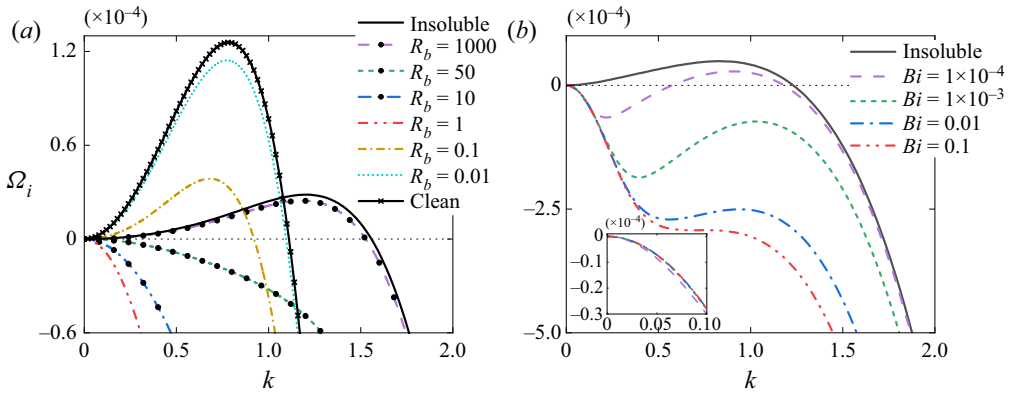 (a)
(×10⁻⁴)
1.2
0.6
0
–0.6
Ω_i
0
0.5
1.0
1.5
2.0
k
Insoluble
R_b = 1000
R_b = 50
R_b = 10
R_b = 1
R_b = 0.1
R_b = 0.01
Clean
(b)
(×10⁻⁴)
0
–2.5
–5.0
0
0.5
1.0
1.5
2.0
k
Insoluble
Bi = 1×10⁻⁴
Bi = 1×10⁻³
Bi = 0.01
Bi = 0.1
(×10⁻⁴)
0
–0.1
–0.2
–0.3
0
0.05
0.10